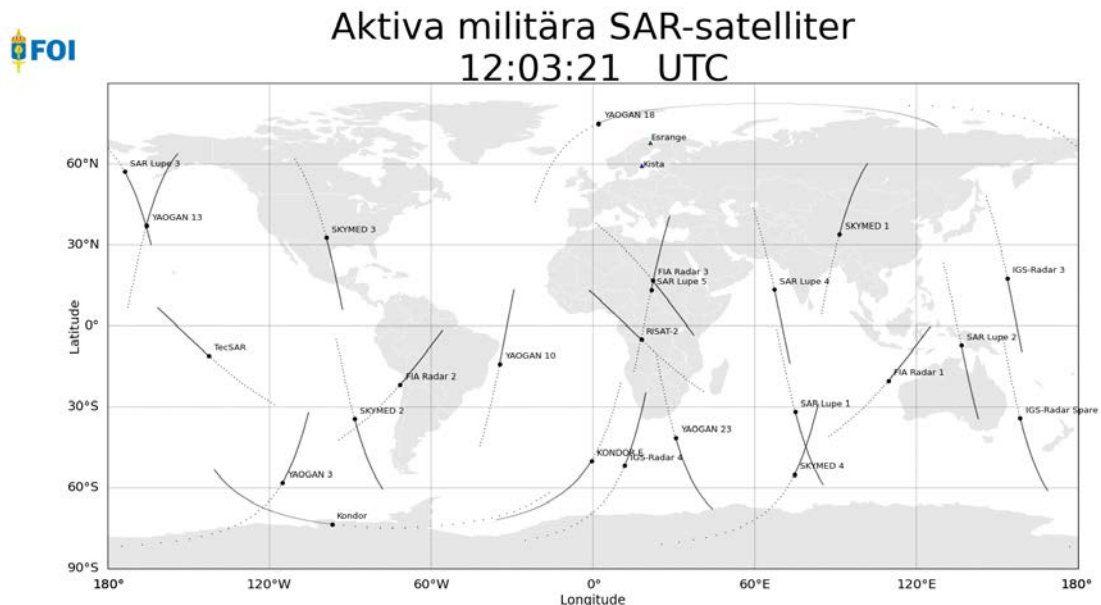 FOI
Aktiva militära SAR-satelliter
12:03:21 UTC
YAOGAN 18
Esrange
60°N
Kista
SAR Lupe 3
YAOGAN 13
SKYMED 3
SKYMED 1
30°N
FIA Radar 3
SAR Lupe 5
SAR Lupe 4
IGS-Radar 3
Latitude
0°
RISAT-2
TecSAR
YAOGAN 10
SAR Lupe 2
FIA Radar 2
FIA Radar 1
30°S
SKYMED 2
SAR Lupe 1
IGS-Radar Spare
YAOGAN 23
KONDOR E
IGS-Radar 4
YAOGAN 3
SKYMED 4
60°S
Kondor
90°S
180° 120°W 60°W 0° 60°E 120°E 180°
Longitude